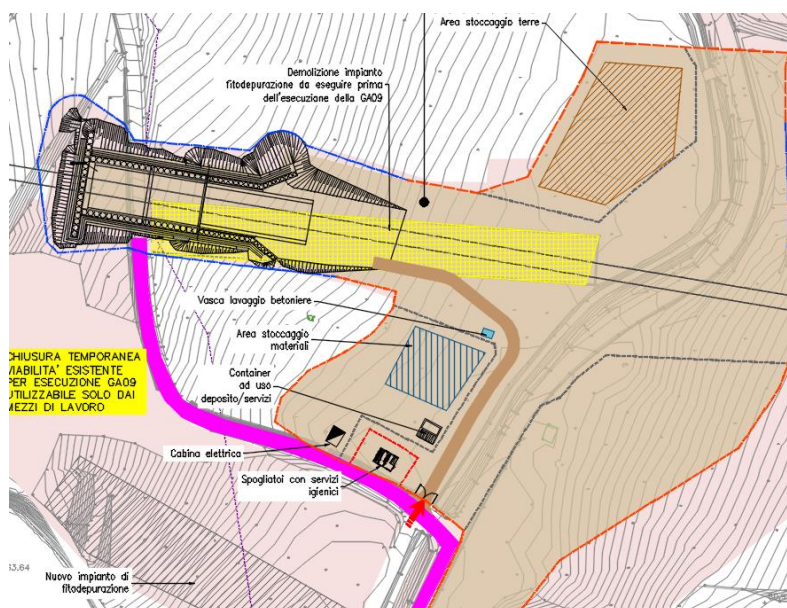 Area stoccaggio terre
Demolizione impianto
fitodepurazione da eseguire prima
dell'esecuzione della GA09
Vasca lavaggio betoniere
Area stoccaggio
materiali
CHIUSURA TEMPORANEA
VIABILITA' ESISTENTE
PER ESECUZIONE GA09
UTILIZZABILE SOLO DAI
MEZZI DI LAVORO
Container
ad uso
deposito/servizi
Cabina elettrica
Spogliatoi con servizi
igienici
Nuovo impianto di
fitodepurazione